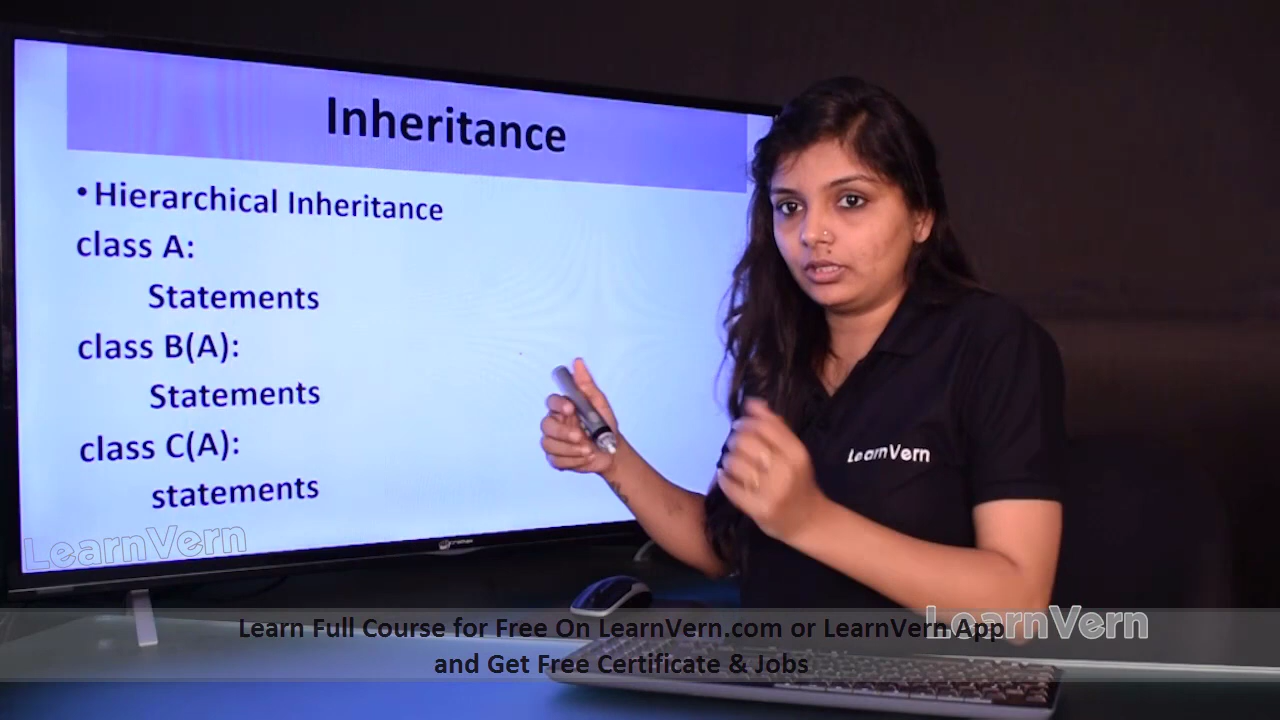 Inheritance
• Hierarchical Inheritance
class A:
Statements
class B(A):
Statements
class C(A):
statements
LearnVern
LearnVern
LearnVern
Learn Full Course for Free On LearnVern.com or LearnVern App
and Get Free Certificate & Jobs